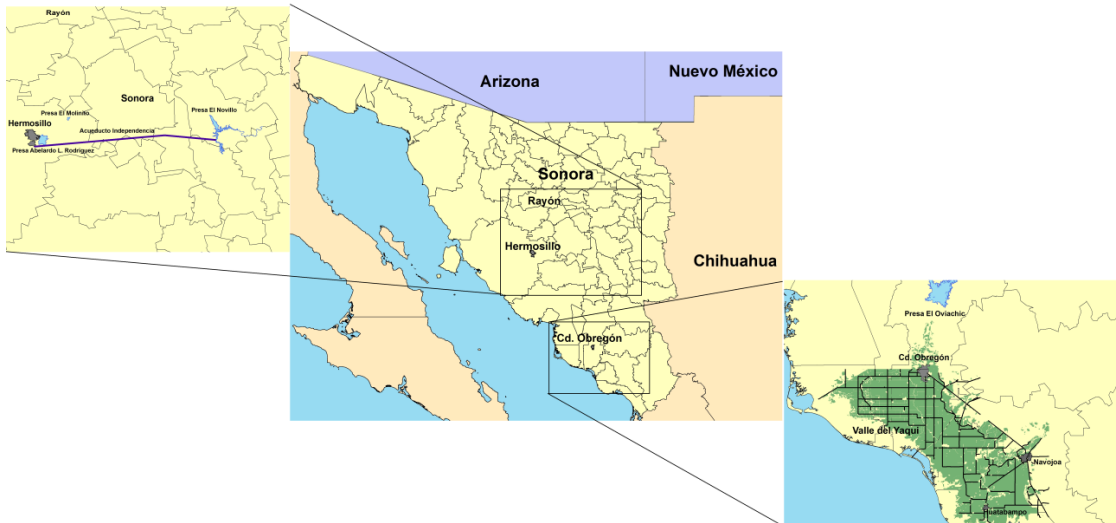 Rayón
Sonora
Presa El Molinito
Hermosillo
Acueducto Independencia
Presa El Novillo
Presa Abelardo L. Rodriguez
Arizona
Nuevo México
Sonora
Rayón
Hermosillo
Chihuahua
Cd. Obregón
Presa El Oviachic
Cd. Obregón
Valle del Yaqui
Navojoa
Huatabampo